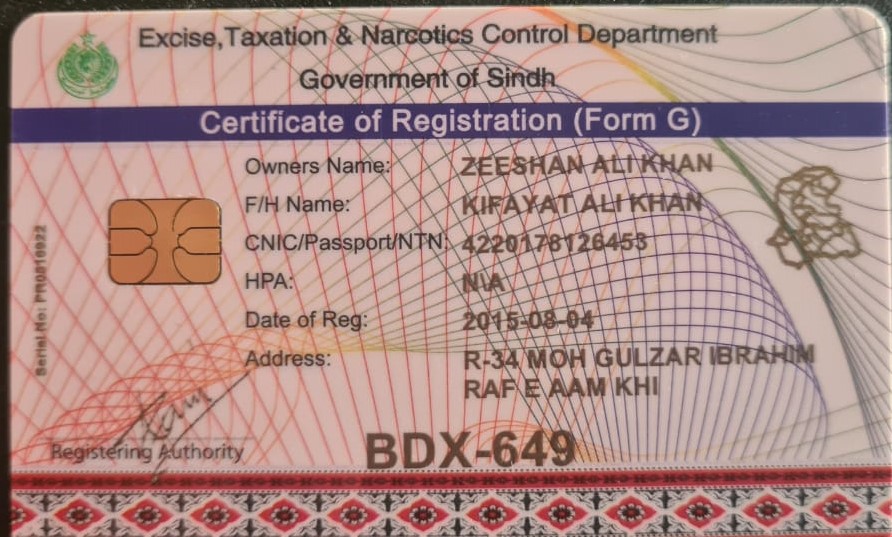 Excise,Taxation & Narcotics Control Department
Government of Sindh
Certificate of Registration (Form G)
Owners Name: ZEESHAN ALI KHAN
F/H Name: KIFAYAT ALI KHAN
CNIC/Passport/NTN: 4220178126453
HPA: N\A
Date of Reg: 2015-08-04
Address: R-34 MOH GULZAR IBRAHIM
RAF E AAM KHI
Registering Authority
BDX-649
Serial No: